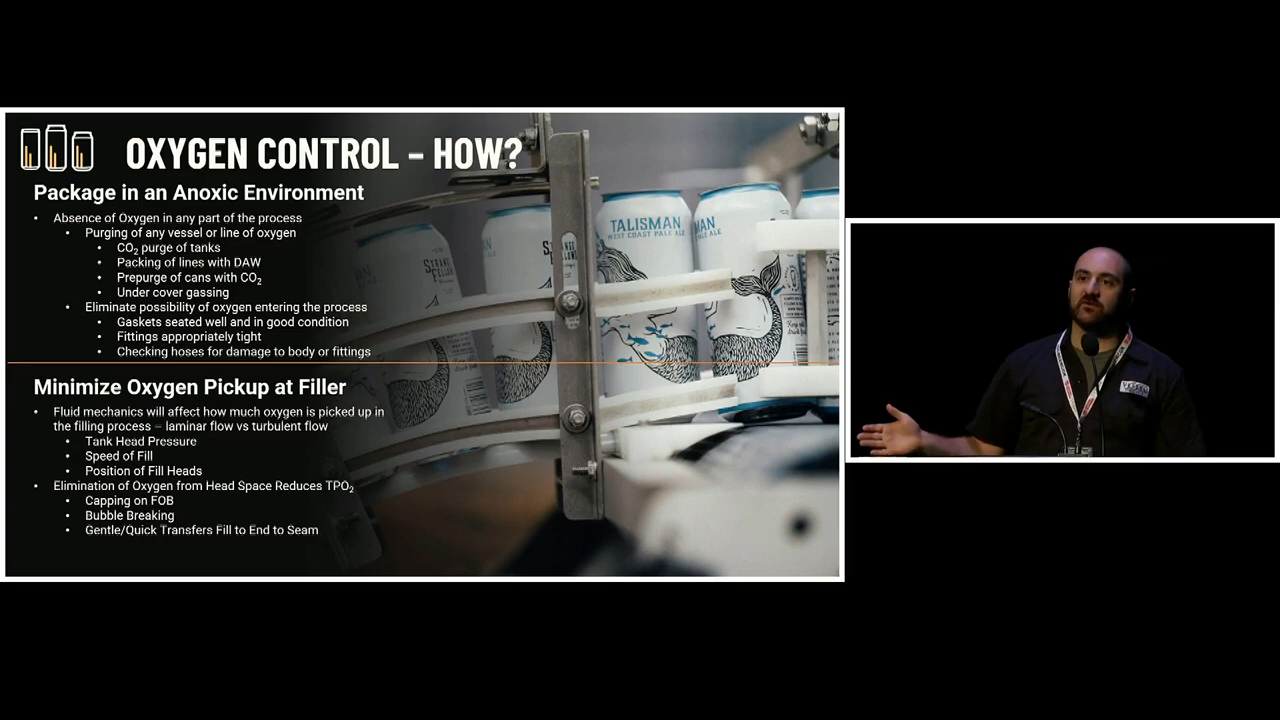 OXYGEN CONTROL – HOW?
Package in an Anoxic Environment
• Absence of Oxygen in any part of the process
• Purging of any vessel or line of oxygen
• CO2 purge of tanks
• Packing of lines with DAW
• Prepurge of cans with CO2
• Under cover gassing
• Eliminate possibility of oxygen entering the process
• Gaskets seated well and in good condition
• Fittings appropriately tight
• Checking hoses for damage to body or fittings
Minimize Oxygen Pickup at Filler
• Fluid mechanics will affect how much oxygen is picked up in
the filling process – laminar flow vs turbulent flow
• Tank Head Pressure
• Speed of Fill
• Position of Fill Heads
• Elimination of Oxygen from Head Space Reduces TPO2
• Capping on FOB
• Bubble Breaking
• Gentle/Quick Transfers Fill to End to Seam
TALISMAN
WEST COAST PALE ALE
MAN
PALE ALE
STRANGE
FELLOWS